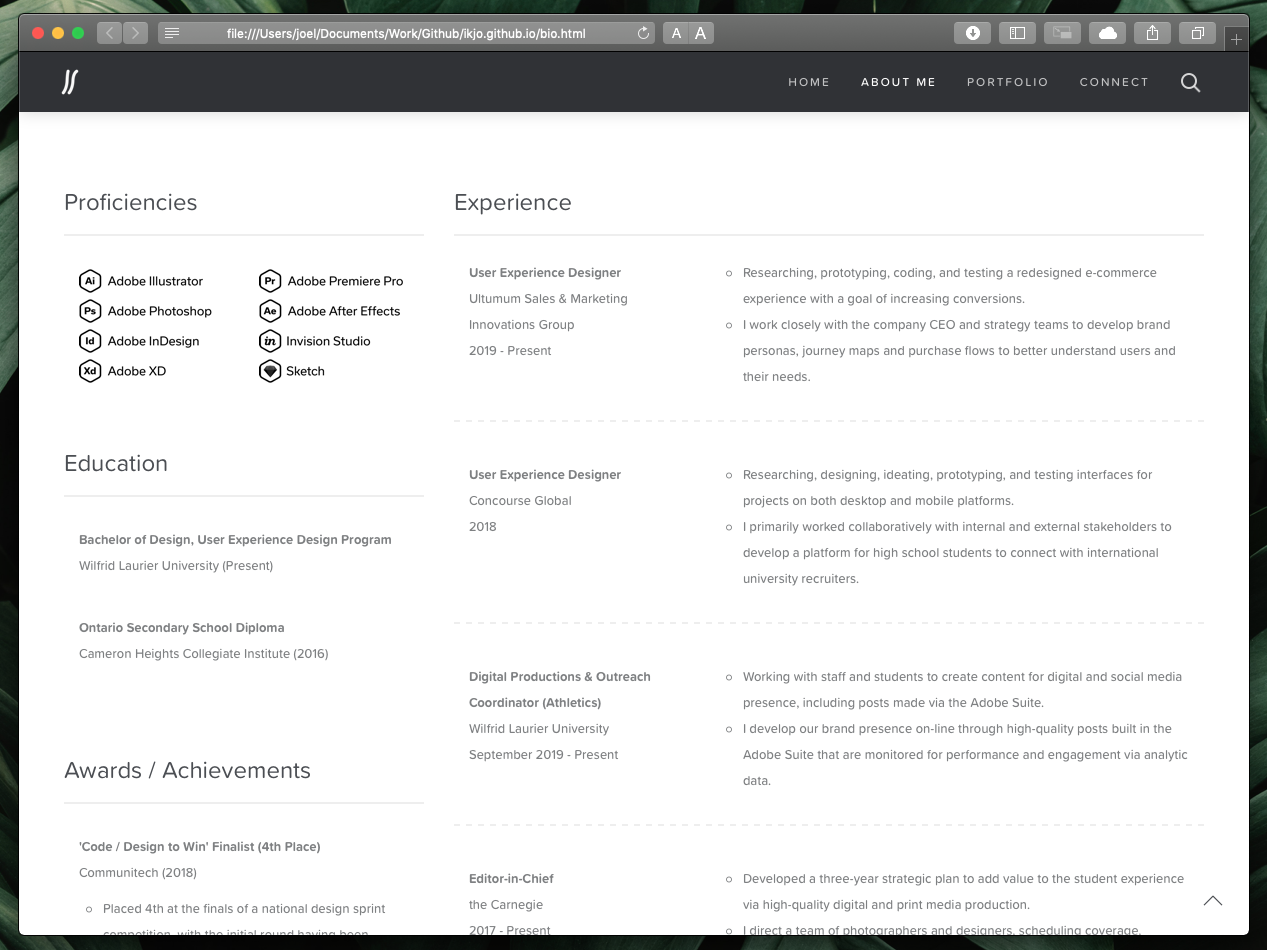 file:///Users/joel/Documents/Work/Github/ikjo.github.io/bio.html
A A
HOME ABOUT ME PORTFOLIO CONNECT
Proficiencies
Ai Adobe Illustrator
Pr Adobe Premiere Pro
Ps Adobe Photoshop
Ae Adobe After Effects
Id Adobe InDesign
in Invision Studio
Xd Adobe XD
Sketch
Education
Bachelor of Design, User Experience Design Program
Wilfrid Laurier University (Present)
Ontario Secondary School Diploma
Cameron Heights Collegiate Institute (2016)
Awards / Achievements
'Code / Design to Win' Finalist (4th Place)
Communitech (2018)
Placed 4th at the finals of a national design sprint
competition, with the initial round having been
Experience
User Experience Designer
Ultumum Sales & Marketing
Innovations Group
2019 - Present
Researching, prototyping, coding, and testing a redesigned e-commerce
experience with a goal of increasing conversions.
I work closely with the company CEO and strategy teams to develop brand
personas, journey maps and purchase flows to better understand users and
their needs.
User Experience Designer
Concourse Global
2018
Researching, designing, ideating, prototyping, and testing interfaces for
projects on both desktop and mobile platforms.
I primarily worked collaboratively with internal and external stakeholders to
develop a platform for high school students to connect with international
university recruiters.
Digital Productions & Outreach
Coordinator (Athletics)
Wilfrid Laurier University
September 2019 - Present
Working with staff and students to create content for digital and social media
presence, including posts made via the Adobe Suite.
I develop our brand presence on-line through high-quality posts built in the
Adobe Suite that are monitored for performance and engagement via analytic
data.
Editor-in-Chief
the Carnegie
2017 - Present
Developed a three-year strategic plan to add value to the student experience
via high-quality digital and print media production.
I direct a team of photographers and designers, scheduling coverage,